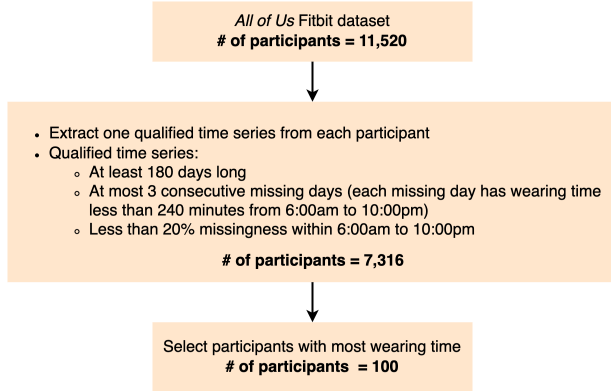 All of Us Fitbit dataset
# of participants = 11,520
• Extract one qualified time series from each participant
• Qualified time series:
◦ At least 180 days long
◦ At most 3 consecutive missing days (each missing day has wearing time
less than 240 minutes from 6:00am to 10:00pm)
◦ Less than 20% missingness within 6:00am to 10:00pm
# of participants = 7,316
Select participants with most wearing time
# of participants = 100